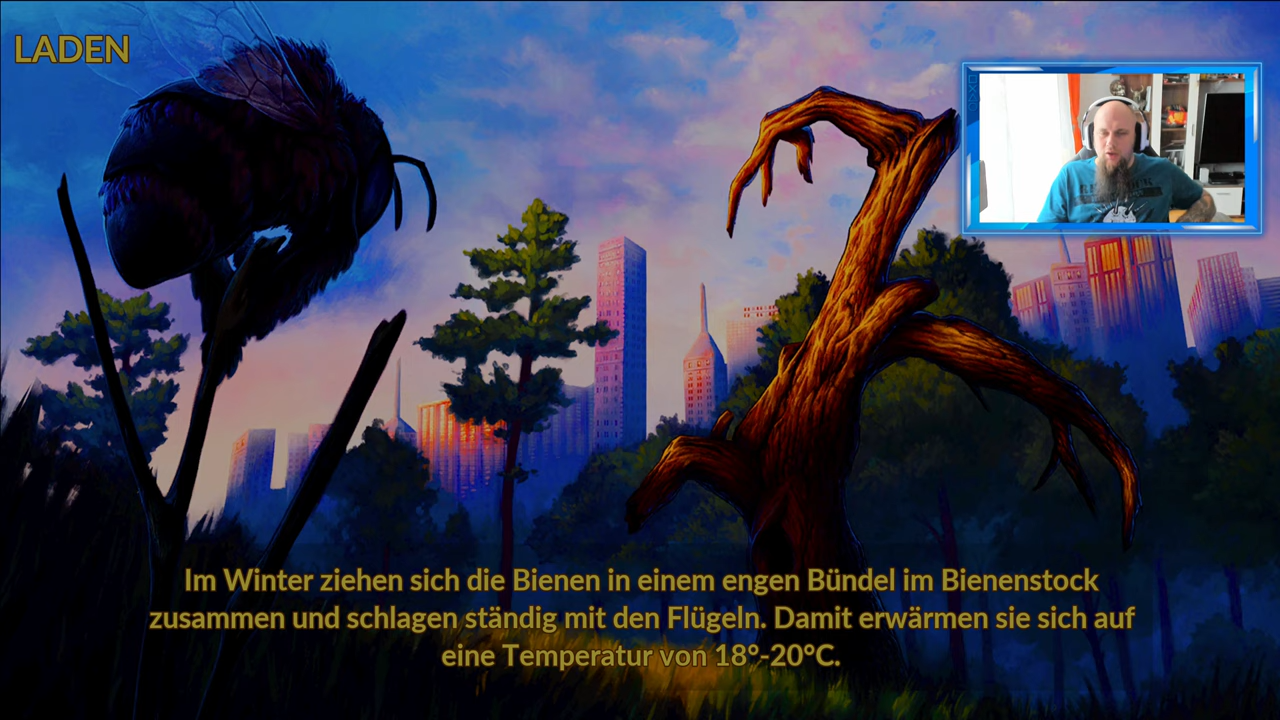 LADEN
Im Winter ziehen sich die Bienen in einem engen Bündel im Bienenstock
zusammen und schlagen ständig mit den Flügeln. Damit erwärmen sie sich auf
eine Temperatur von 18°-20°C.